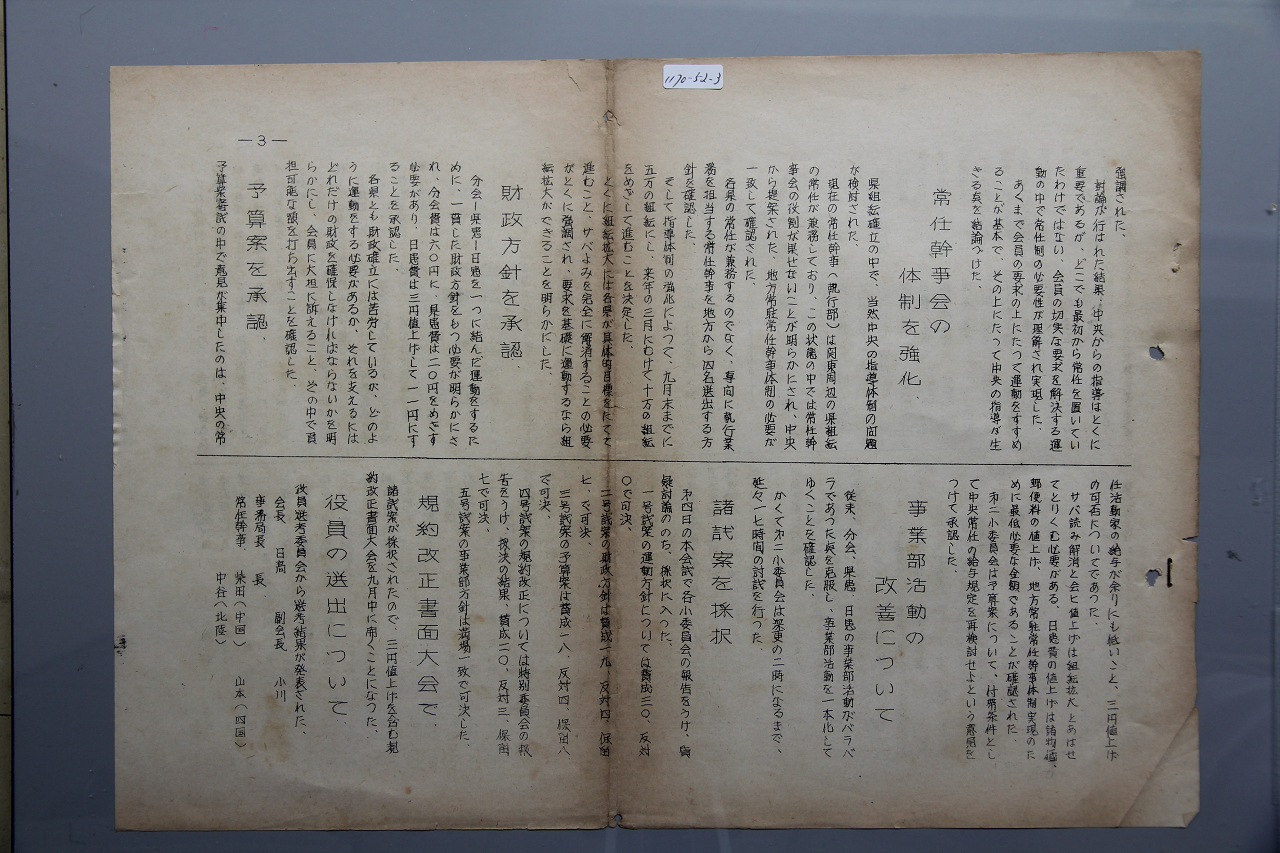 1170-52-3
強調された、
討論が行はれた結果、中央からの指導はとくに
重要であるが、どこでも最初から常任を置いてい
たわけではない、会員の切実な要求を解決する運
動の中で常任制の必要性が理解され実現した、
あくまで会員の要求の上にたつて運動をすすめ
ることが基本で、その上にたつて中央の指導が生
きる点を結論づけた、
常任幹事会の
体制を強化、
県組織確立の中で、当然中央の指導体制の問題
が検討された、
現在の常任幹事（執行部）は関東周辺の県組織
の常任が兼務しており、この状態の中では常任幹
事会の役割が果せないことが明らかにされ、中央
から提案された、地方常駐常任幹事体制の必要が
一致して確認された、
各県の常任が兼務するのでなく、専問に執行業
務を担当する常任幹事を地方から四名選出する方
針を確認した、
そして指導体制の強化によつて、九月末までに
五万の組織にし、来年の三月にむけて十万の組織
をめざして進むことを決定した、
とくに組織拡大には各県が具体的目標をたてて
進むこと、サバよみを完全に解消することの必要
がとくに強調され、要求を基礎に運動するなら組
織拡大ができることを明らかにした、
財政方針を承認、
分会ー県患ー日患を一つに結んだ運動をするた
めに、一貫した財政方針をもつ必要が明らかにさ
れ、分会費は六〇円に、県患費は二〇円をめざす
必要があり、日患費は三円値上げして一一円にす
ることを承認した、
各県とも財政確立には苦労しているが、どのよ
うに運動をする必要があるか、それを支えるには
どれだけの財政を確保しなければならないかを明
らかにし、会員に大担に訴えること、その中で負
担可能な額を打ち出すことを確認した、
予算案を承認、
予算案審議の中で意見が集中したのは、中央の常
ー3ー
任活動家の給与が余りにも低いこと、三円値上げ
の可否についてであつた、
サバ読み解消と会ヒ値上げは組織拡大とあはせ
てとりくむ必要がある、日患費の値上げは諸物価、
郵便料の値上げ、地方常駐常任幹事体制実現のた
めに最低必要な金額であることが確認された、
第二小委員会は予算案について、付帯条件とし
て中央常任の給与規定を再検討せよという意見を
つけて承認した、
事業部活動の
改善について
従来、分会、県患、日患の事業部活動がバラバ
ラであつた点を克服し、事業部活動を一本化して
ゆくことを確認した、
かくて第二小委員会は深更の二時になるまで、
延々一七時間の討議を行つた、
諸議案を採択
第四日の本会議で各小委員会の報告をうけ、質
疑討論ののち、採択に入つた、
一号議案の運動方針については賛成三〇、反対
〇で可決、
二号議案の財政方針は賛成一九、反対四、保留
七、で可決、
三号議案の予算案は賛成一八、反対四、保留八
で可決、
四号議案の規約改正については特別委員会の報
告をうけ、採決の結果、賛成二〇、反対三、保留
七で可決、
五号議案の事業部方針は満場一致で可決した、
規約改正書面大会で、
諸議案が採択されたので、三円値上げを含む規
約改正書面大会を九月中に開くことになつた、
役員の選出について
役員選考委員会から選考結果が発表された、
会長　日高　　副会長　小川
事務局長　　長
常任幹事　柴田（中国）　山本（四国）
中谷（北陸）